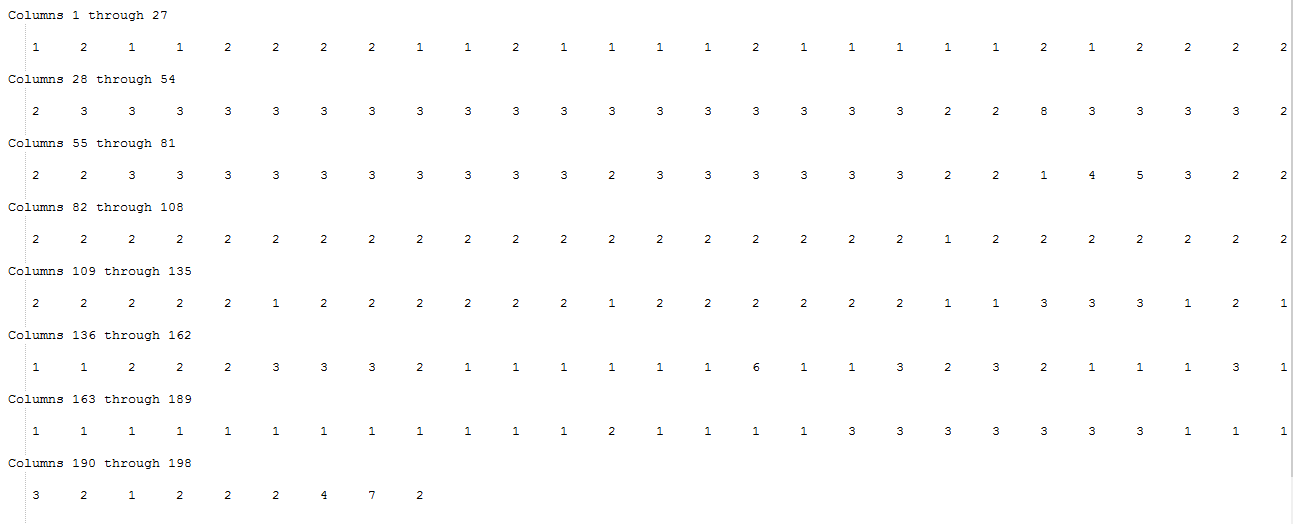 Columns 1 through 27
1 2 1 1 2 2 2 2 1 1 2 1 1 1 1 2 1 1 1 1 1 2 1 2 2 2 2
Columns 28 through 54
2 3 3 3 3 3 3 3 3 3 3 3 3 3 3 3 3 3 3 2 2 8 3 3 3 3 2
Columns 55 through 81
2 2 3 3 3 3 3 3 3 3 3 3 2 3 3 3 3 3 3 2 2 1 4 5 3 2 2
Columns 82 through 108
2 2 2 2 2 2 2 2 2 2 2 2 2 2 2 2 2 2 2 1 2 2 2 2 2 2 2
Columns 109 through 135
2 2 2 2 2 1 2 2 2 2 2 2 1 2 2 2 2 2 2 1 1 3 3 3 1 2 1
Columns 136 through 162
1 1 2 2 2 3 3 3 2 1 1 1 1 1 1 6 1 1 3 2 3 2 1 1 1 3 1
Columns 163 through 189
1 1 1 1 1 1 1 1 1 1 1 1 2 1 1 1 1 3 3 3 3 3 3 3 1 1 1
Columns 190 through 198
3 2 1 2 2 2 4 7 2